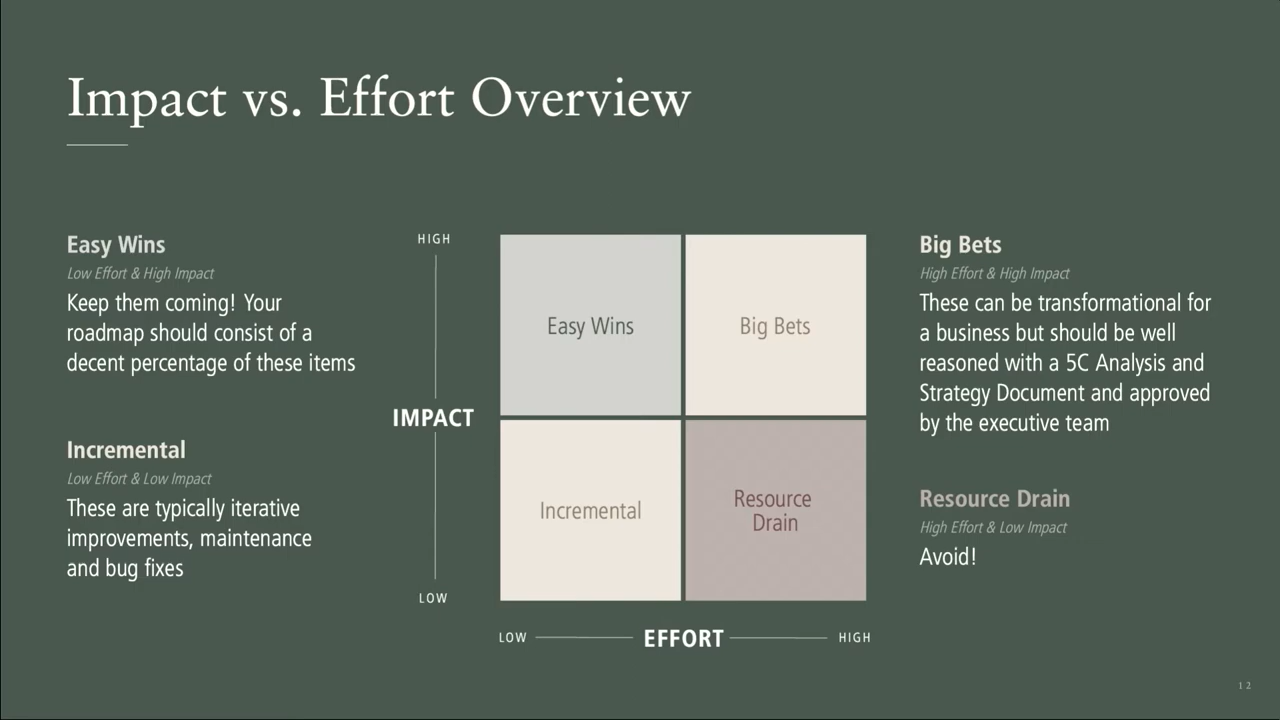 Impact vs. Effort Overview
Easy Wins
Low Effort & High Impact
Keep them coming! Your
roadmap should consist of a
decent percentage of these items
Incremental
Low Effort & Low Impact
These are typically iterative
improvements, maintenance
and bug fixes
HIGH
IMPACT
LOW
Easy Wins
Big Bets
Incremental
Resource
Drain
LOW
EFFORT
HIGH
Big Bets
High Effort & High Impact
These can be transformational for
a business but should be well
reasoned with a 5C Analysis and
Strategy Document and approved
by the executive team
Resource Drain
High Effort & Low Impact
Avoid!
12